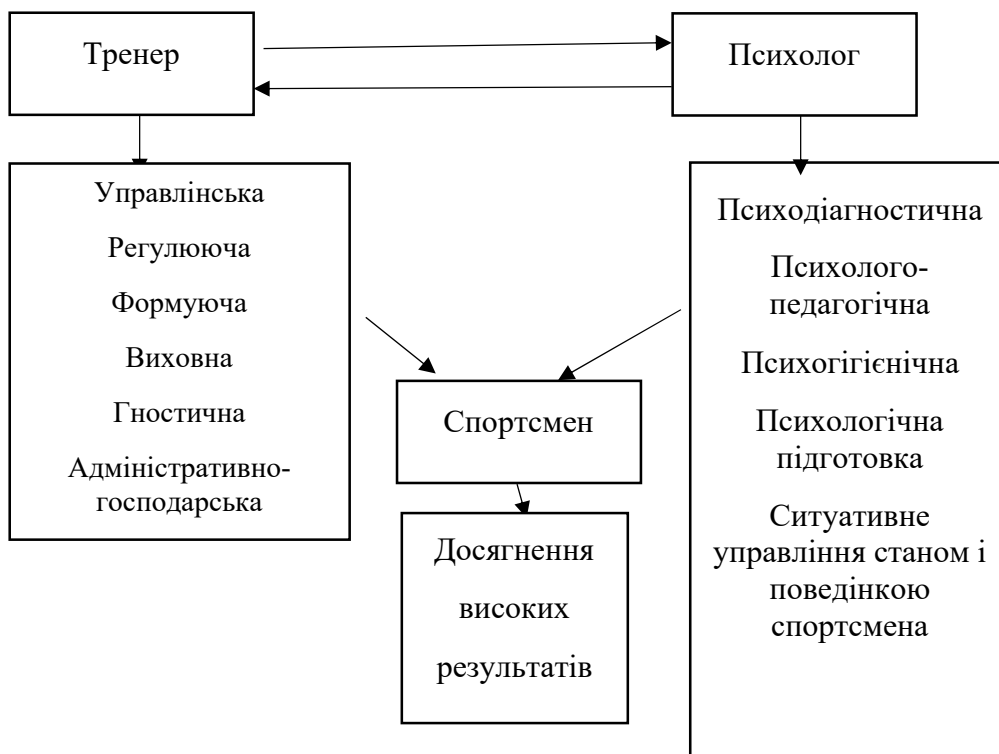 Тренер
Психолог
Управлінська
Регулююча
Формуюча
Виховна
Гностична
Адміністративно-
господарська
Спортсмен
Досягнення
високих
результатів
Психодіагностична
Психолого-
педагогічна
Психогігієнічна
Психологічна
підготовка
Ситуативне
управління станом і
поведінкою
спортсмена